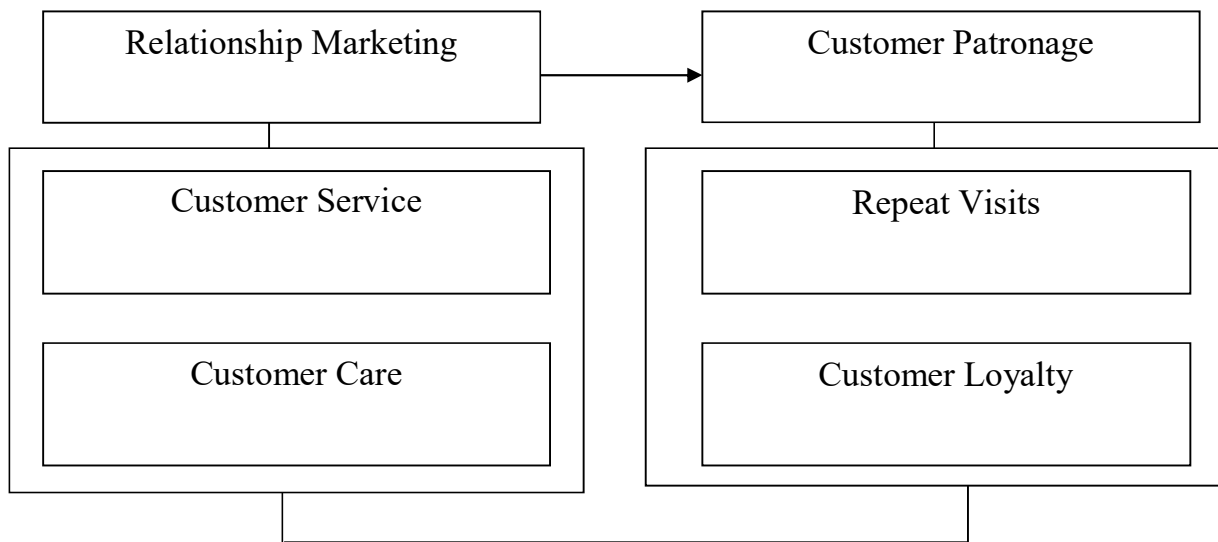 Relationship Marketing
Customer Patronage
Customer Service
Customer Care
Repeat Visits
Customer Loyalty